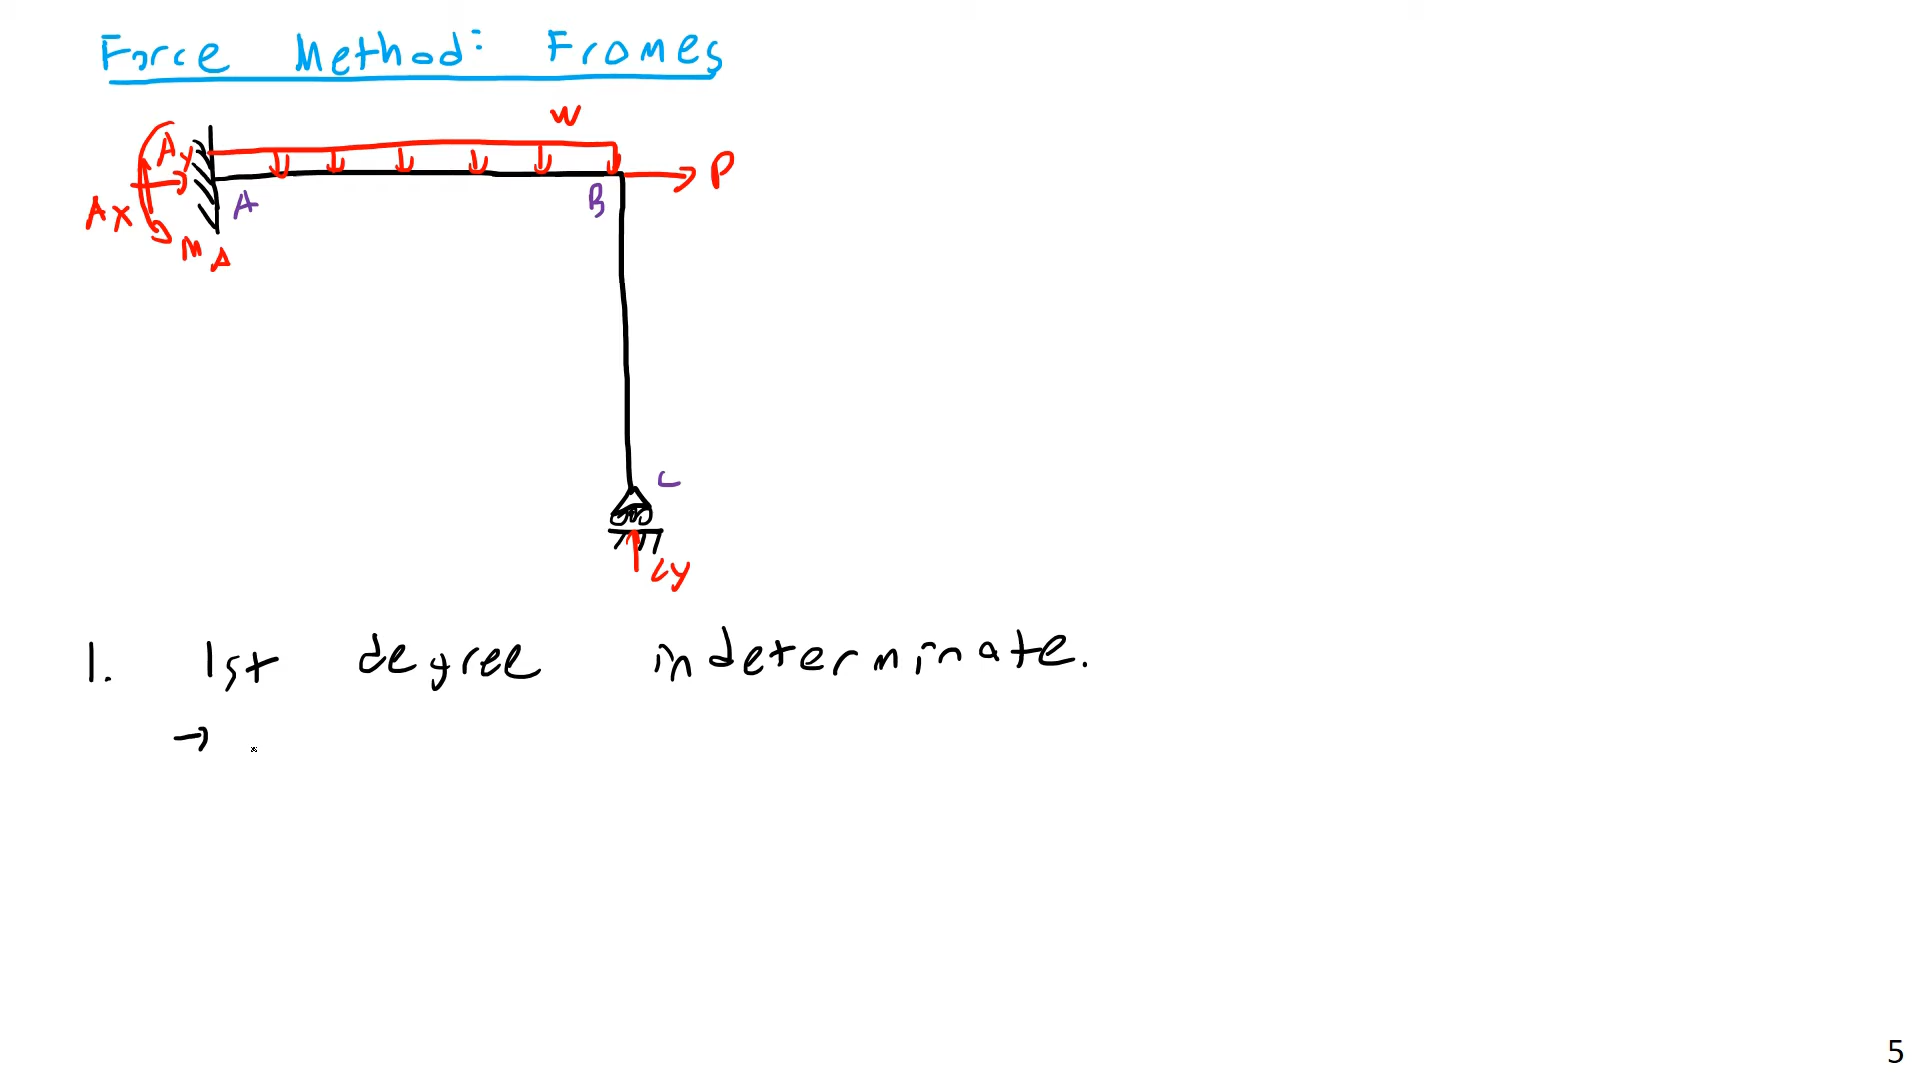 Force Method: Frames
w
Ay
P
A
B
Ax
MA
C
Cy
1. 1st degree indeterminate.
→
5